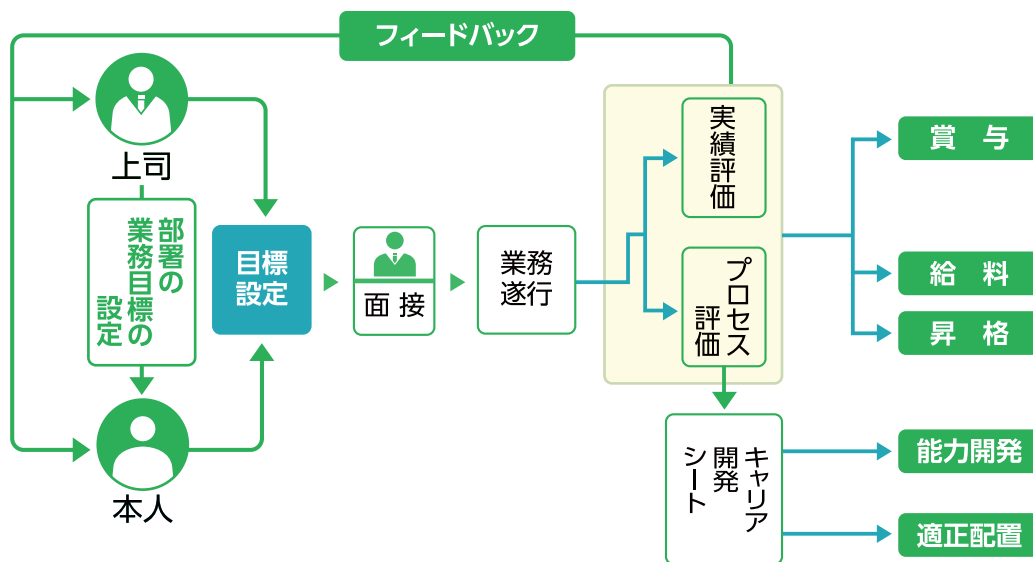 フィードバック
上司
部署の
業務目標の
設定
本人
目標
設定
面接
業務
遂行
実績評価
プロセス
評価
キャリア
開発
シート
賞与
給料
昇格
能力開発
適正配置